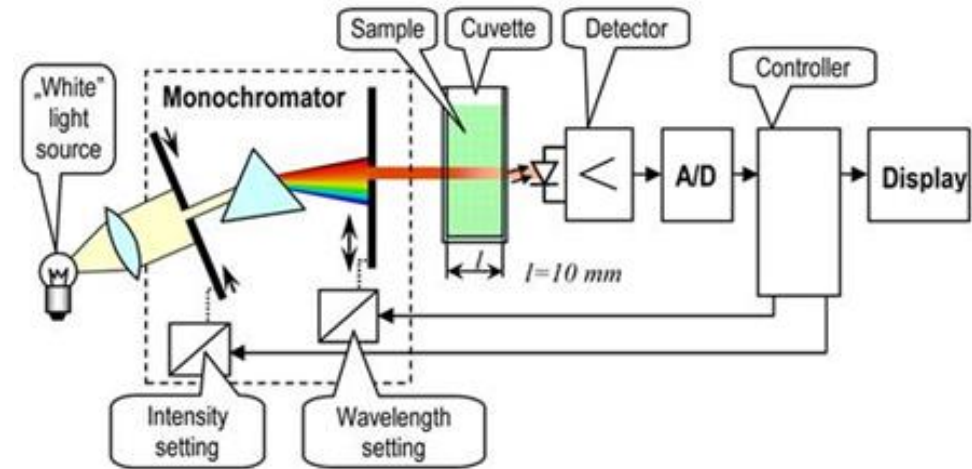 „White”
light
source
Monochromator
Sample
Cuvette
Detector
Controller
A/D
Display
l
l=10 mm
Intensity
setting
Wavelength
setting